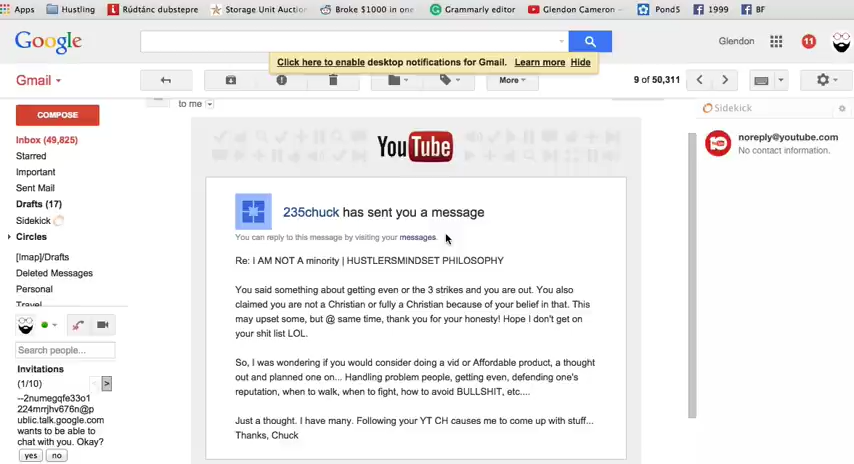 Apps Hustling Rúdtánc dubstepre Storage Unit Auction Broke $1000 in one Grammarly editor Glendon Cameron Pond5 1999 BF
Google
Glendon
11
Click here to enable desktop notifications for Gmail. Learn more Hide
Gmail
More
9 of 50,311
COMPOSE
to me
Sidekick
Inbox (49,825)
Starred
Important
Sent Mail
Drafts (17)
Sidekick
Circles
[Imap]/Drafts
Deleted Messages
Personal
Travel
noreply@youtube.com
No contact information.
YouTube
235chuck has sent you a message
You can reply to this message by visiting your messages.
Re: I AM NOT A minority | HUSTLERSMINDSET PHILOSOPHY
You said something about getting even or the 3 strikes and you are out. You also
claimed you are not a Christian or fully a Christian because of your belief in that. This
may upset some, but @ same time, thank you for your honesty! Hope I don't get on
your shit list LOL.
So, I was wondering if you would consider doing a vid or Affordable product, a thought
out and planned one on... Handling problem people, getting even, defending one's
reputation, when to walk, when to fight, how to avoid BULLSHIT, etc....
Just a thought. I have many. Following your YT CH causes me to come up with stuff...
Thanks, Chuck
Search people...
Invitations
(1/10)
--2numegqfe33o1
224mrrjhv676n@p
ublic.talk.google.com
wants to be able to
chat with you. Okay?
yes no